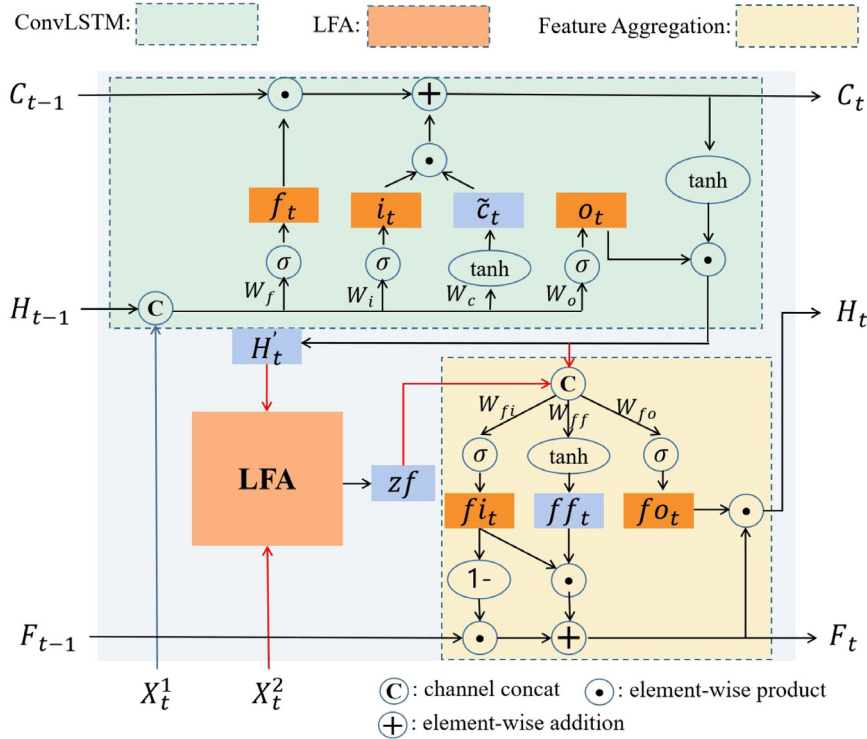 ConvLSTM: LFA: Feature Aggregation:
C_{t-1} C_t
tanh
f_t i_t c̃_t o_t
σ σ tanh σ
W_f W_i W_c W_o
H_{t-1} C H_t
H_t'
C
W_{fi} W_{ff} W_{fo}
LFA zf σ tanh σ
fi_t ff_t fo_t
1-
F_{t-1} F_t
X_t^1 X_t^2
C : channel concat : element-wise product
+ : element-wise addition